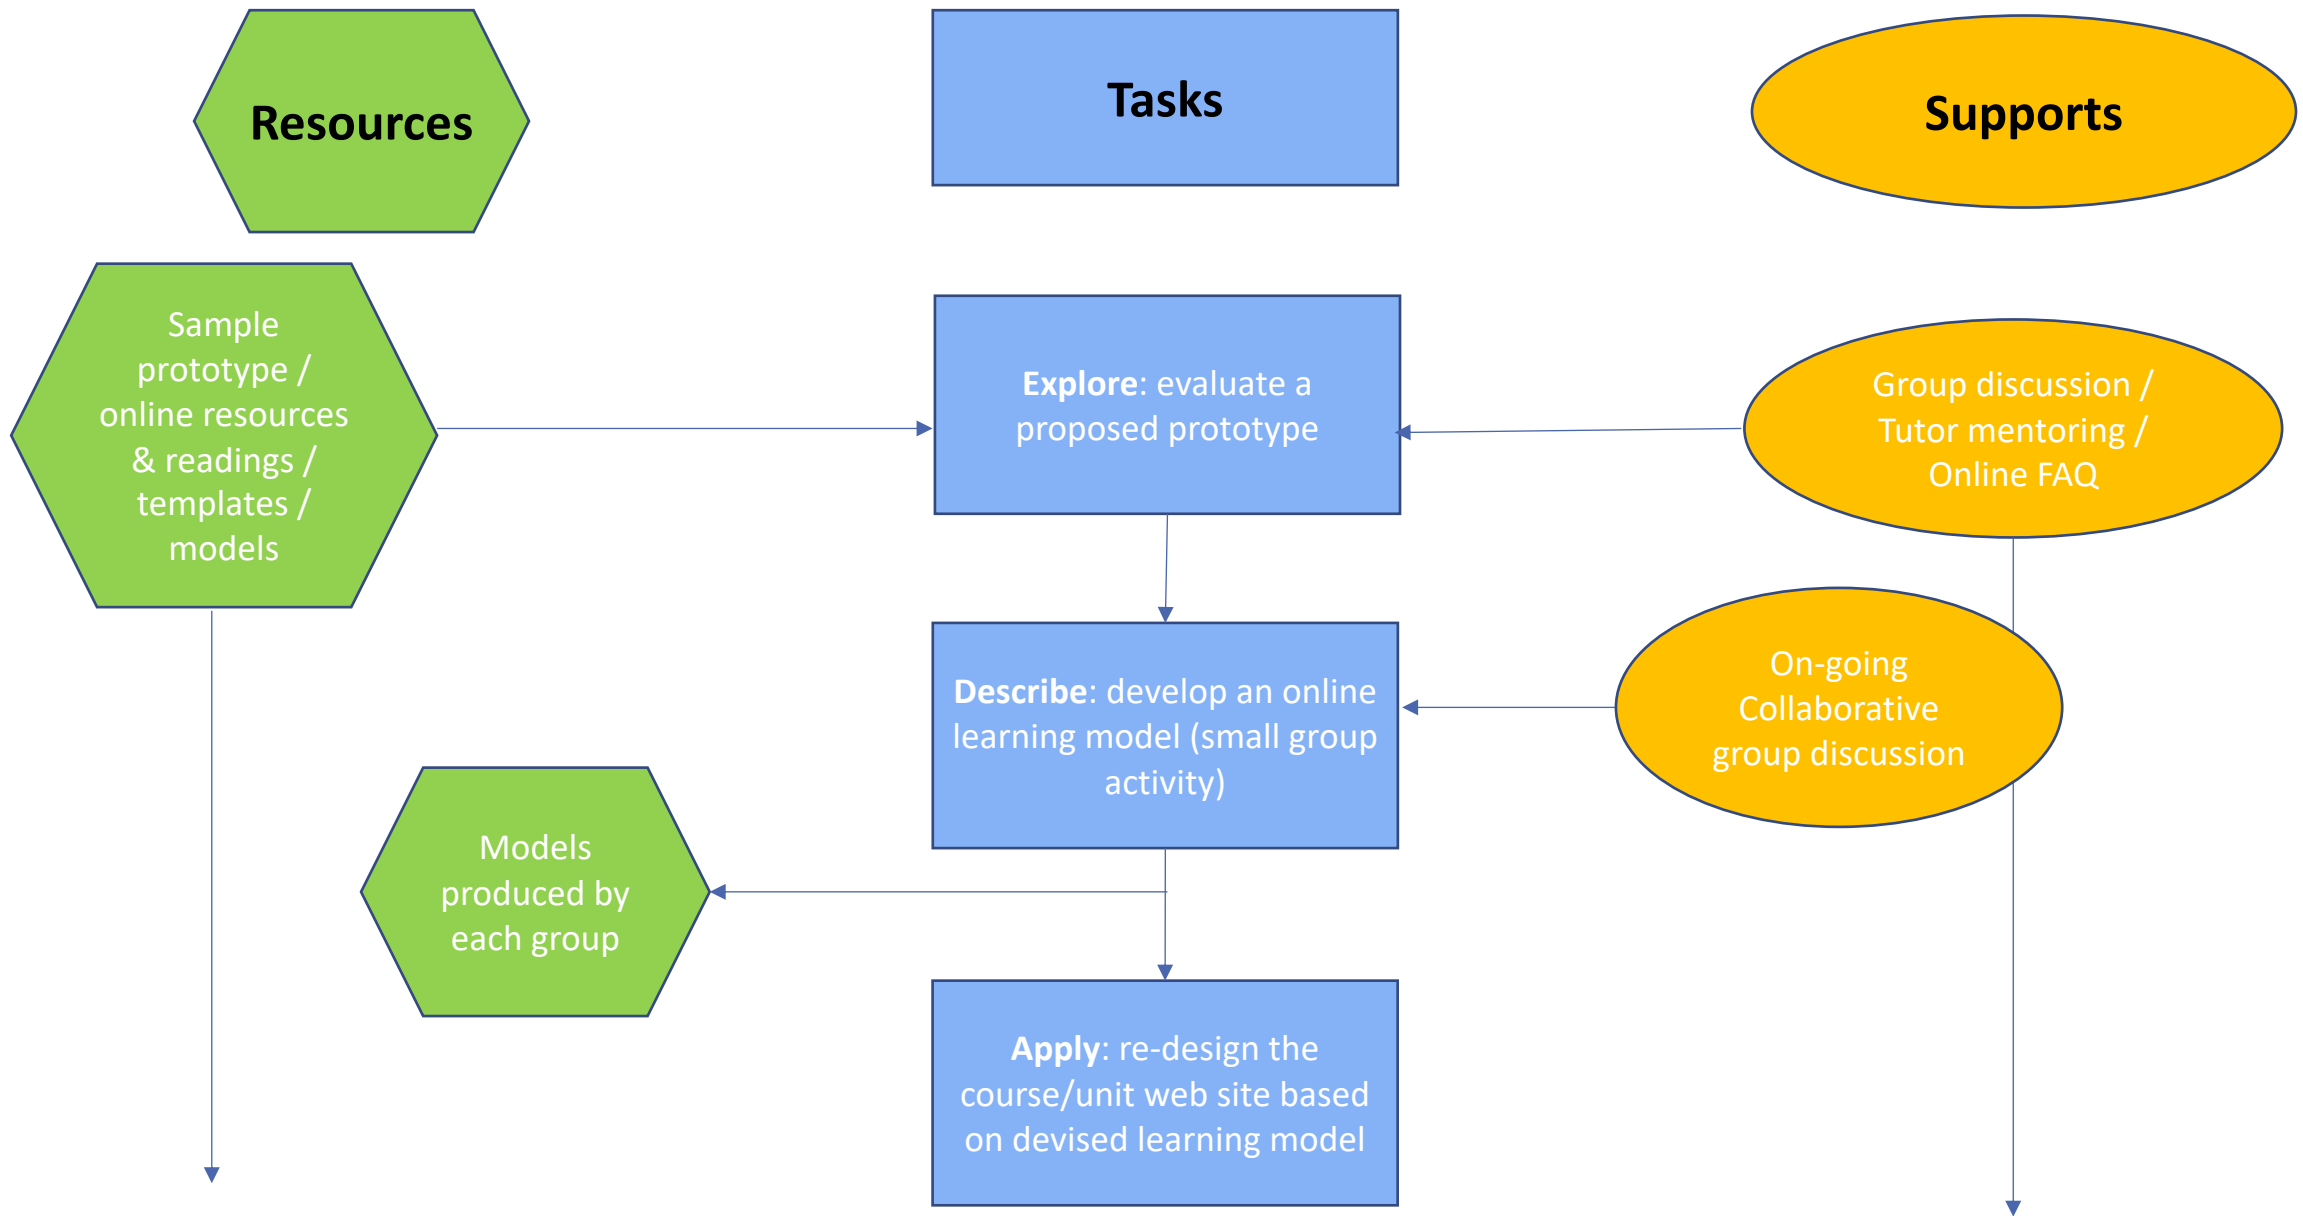 Resources
Tasks
Supports
Sample
prototype /
online resources
& readings /
templates /
models
Explore: evaluate a
proposed prototype
Group discussion /
Tutor mentoring /
Online FAQ
Describe: develop an online
learning model (small group
activity)
On-going
Collaborative
group discussion
Models
produced by
each group
Apply: re-design the
course/unit web site based
on devised learning model